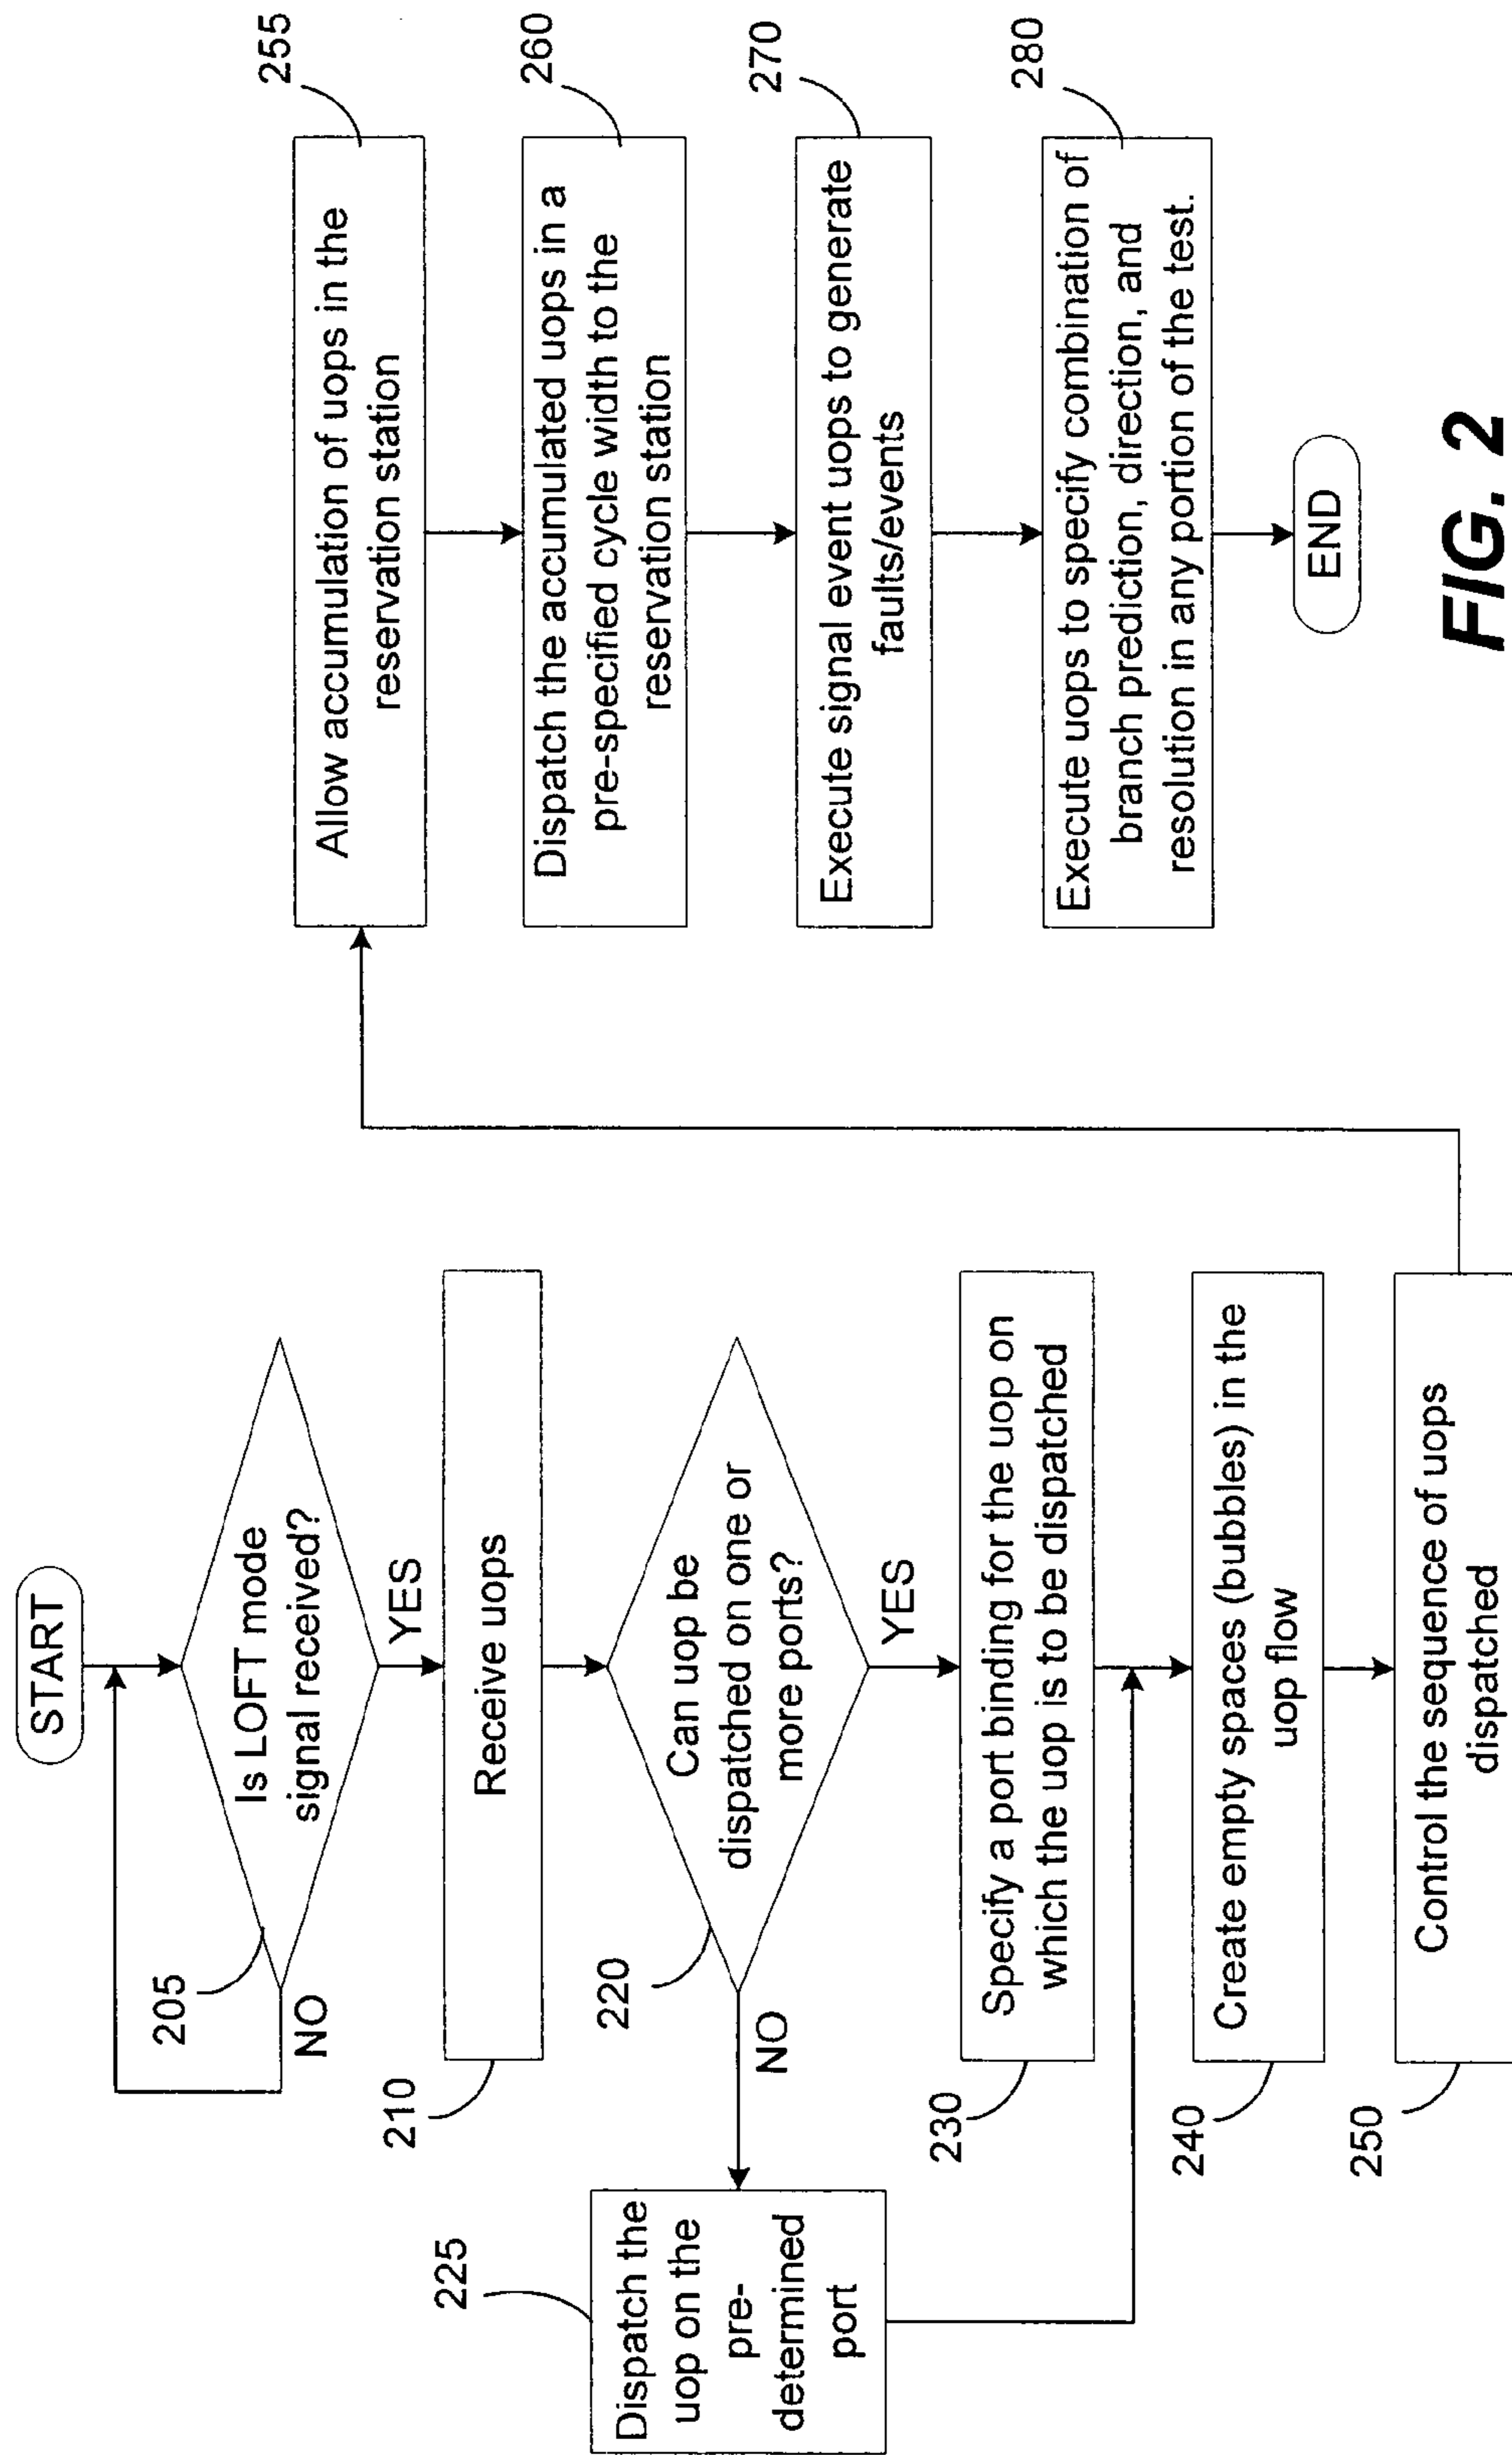 START
Is LOFT mode
signal received?
205
NO
YES
210
Receive uops
Can uop be
dispatched on one or
more ports?
220
NO
YES
225
Dispatch the
uop on the
pre-
determined
port
230
Specify a port binding for the uop on
which the uop is to be dispatched
240
Create empty spaces (bubbles) in the
uop flow
250
Control the sequence of uops
dispatched
255
Allow accumulation of uops in the
reservation station
260
Dispatch the accumulated uops in a
pre-specified cycle width to the
reservation station
270
Execute signal event uops to generate
faults/events
280
Execute uops to specify combination of
branch prediction, direction, and
resolution in any portion of the test.
END
FIG. 2